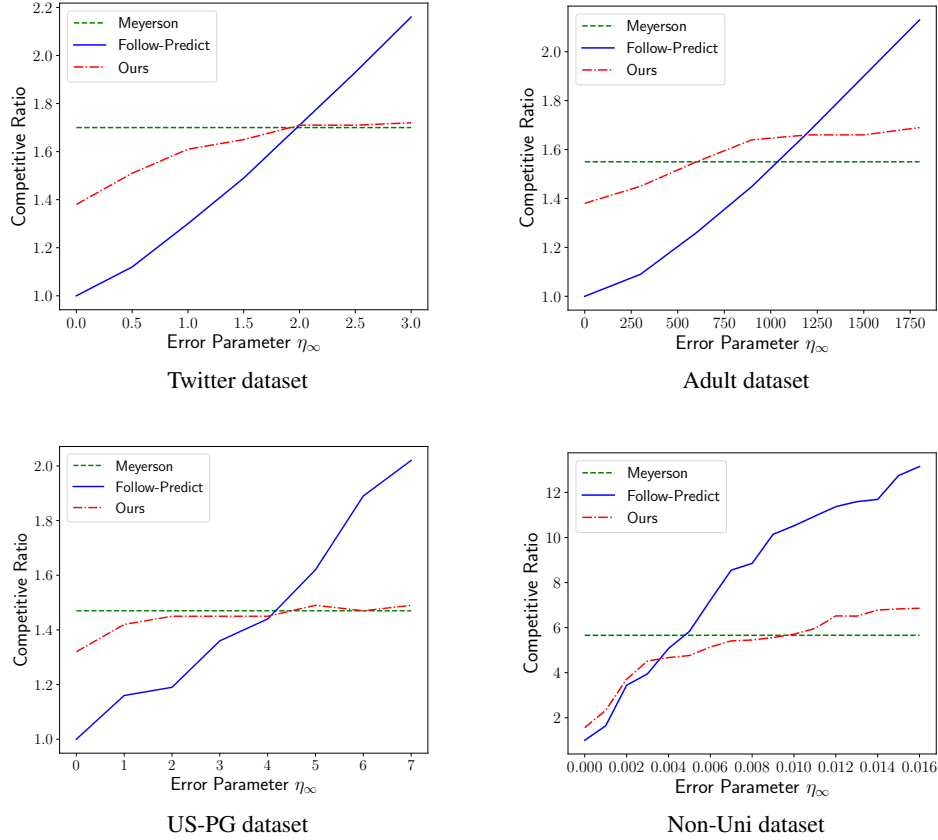 Meyerson
Follow-Predict
Ours
Competitive Ratio
2.2
2.0
1.8
1.6
1.4
1.2
1.0
0.0 0.5 1.0 1.5 2.0 2.5 3.0
Error Parameter η∞
Twitter dataset
Meyerson
Follow-Predict
Ours
Competitive Ratio
2.0
1.8
1.6
1.4
1.2
1.0
0 250 500 750 1000 1250 1500 1750
Error Parameter η∞
Adult dataset
Meyerson
Follow-Predict
Ours
Competitive Ratio
2.0
1.8
1.6
1.4
1.2
1.0
0 1 2 3 4 5 6 7
Error Parameter η∞
US-PG dataset
Meyerson
Follow-Predict
Ours
Competitive Ratio
12
10
8
6
4
2
0.000 0.002 0.004 0.006 0.008 0.010 0.012 0.014 0.016
Error Parameter η∞
Non-Uni dataset